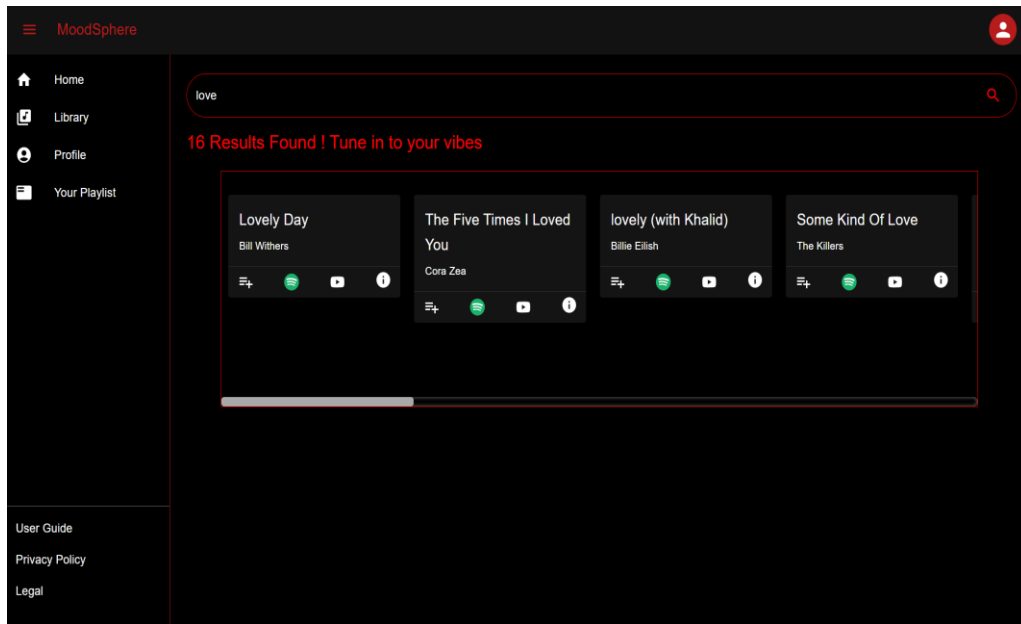 MoodSphere
Home
Library
Profile
Your Playlist
love
16 Results Found ! Tune in to your vibes
Lovely Day
Bill Withers
The Five Times I Loved
You
Cora Zea
lovely (with Khalid)
Billie Eilish
Some Kind Of Love
The Killers
User Guide
Privacy Policy
Legal